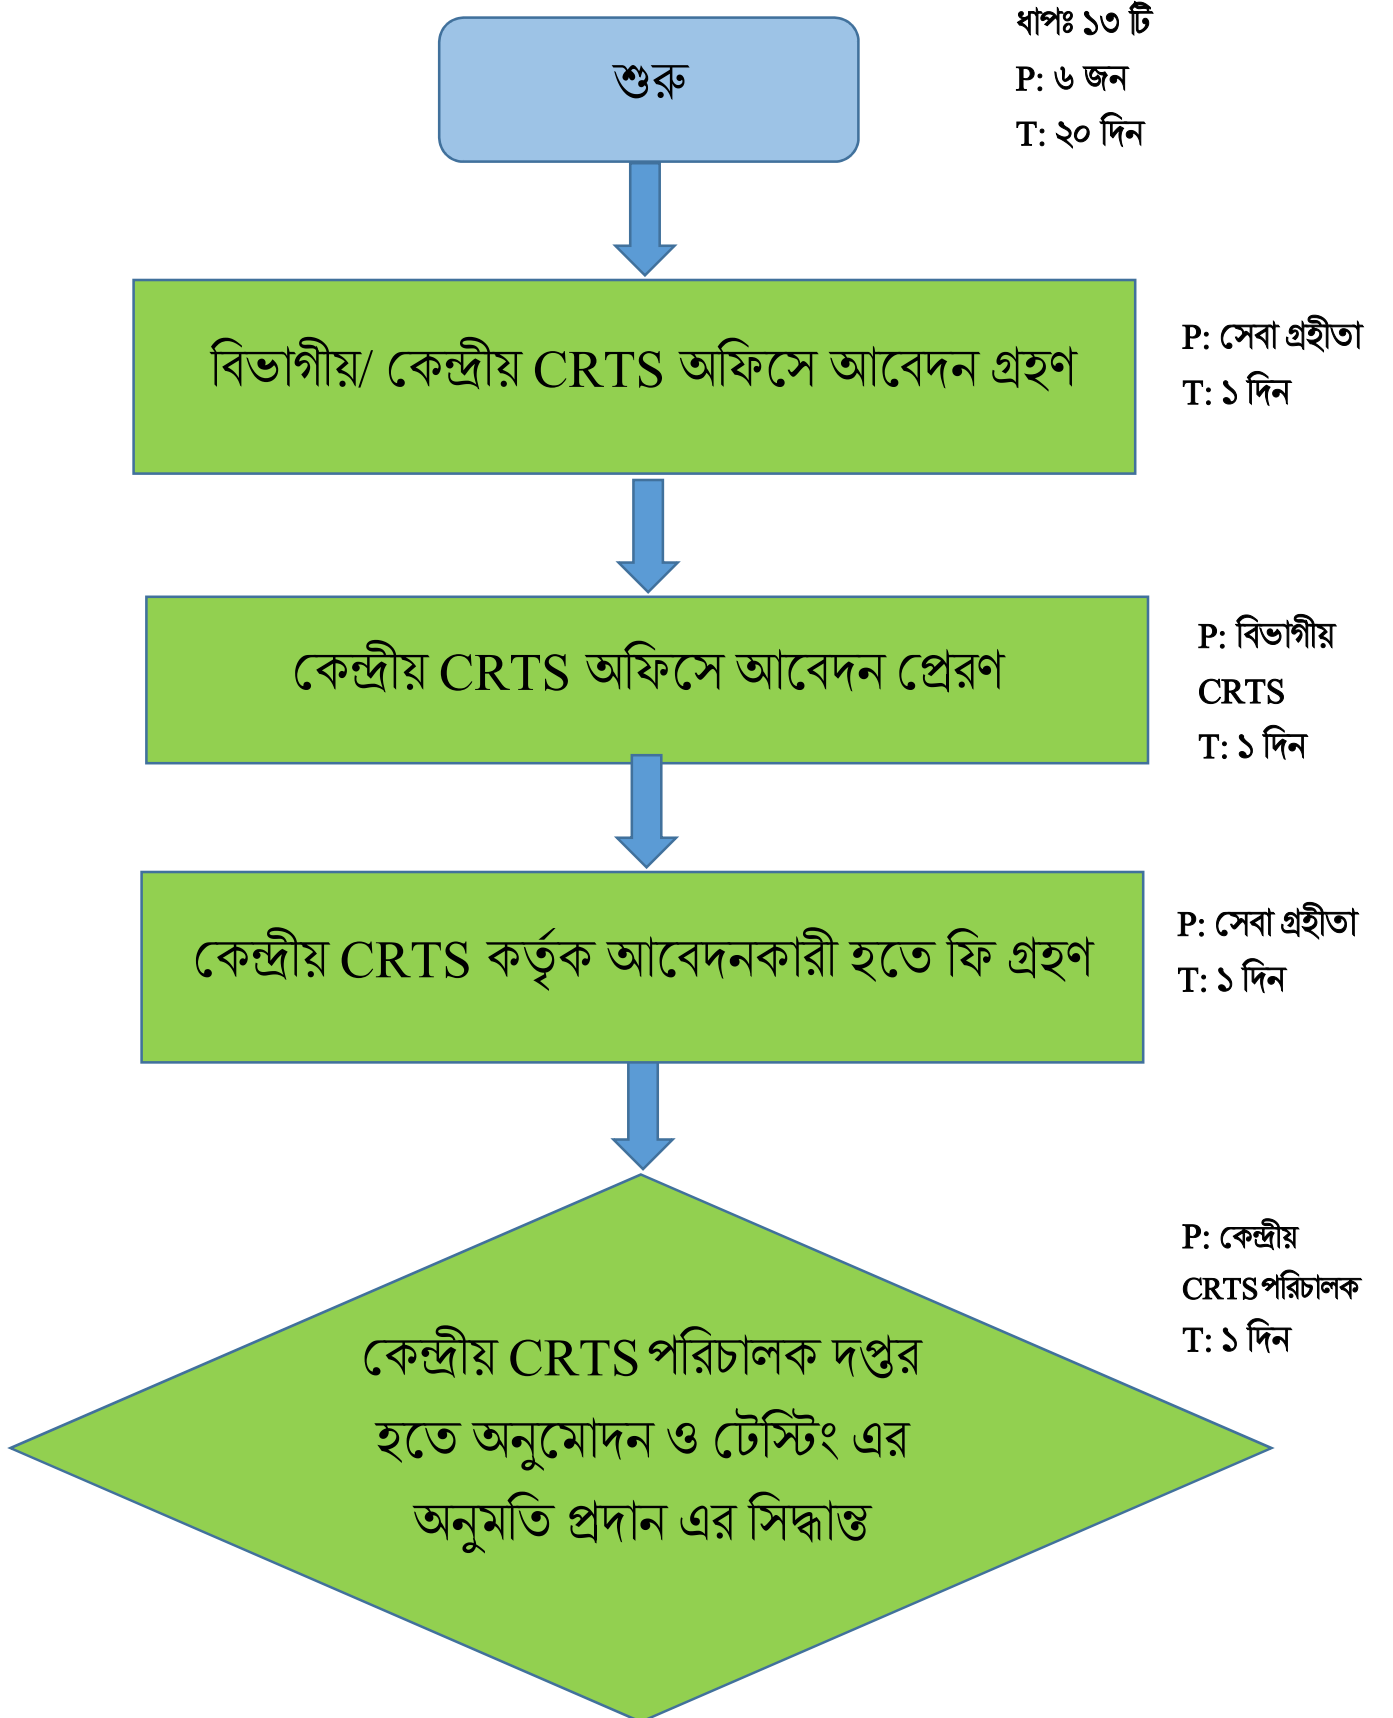 ধাপঃ ১৩ টি
P: ৬ জন
T: ২০ দিন
শুরু
বিভাগীয়/ কেন্দ্রীয় CRTS অফিসে আবেদন গ্রহণ
P: সেবা গ্রহীতা
T: ১ দিন
কেন্দ্রীয় CRTS অফিসে আবেদন প্রেরণ
P: বিভাগীয়
CRTS
T: ১ দিন
কেন্দ্রীয় CRTS কর্তৃক আবেদনকারী হতে ফি গ্রহণ
P: সেবা গ্রহীতা
T: ১ দিন
P: কেন্দ্রীয়
CRTS পরিচালক
T: ১ দিন
কেন্দ্রীয় CRTS পরিচালক দপ্তর
হতে অনুমোদন ও টেস্টিং এর
অনুমতি প্রদান এর সিদ্ধান্ত